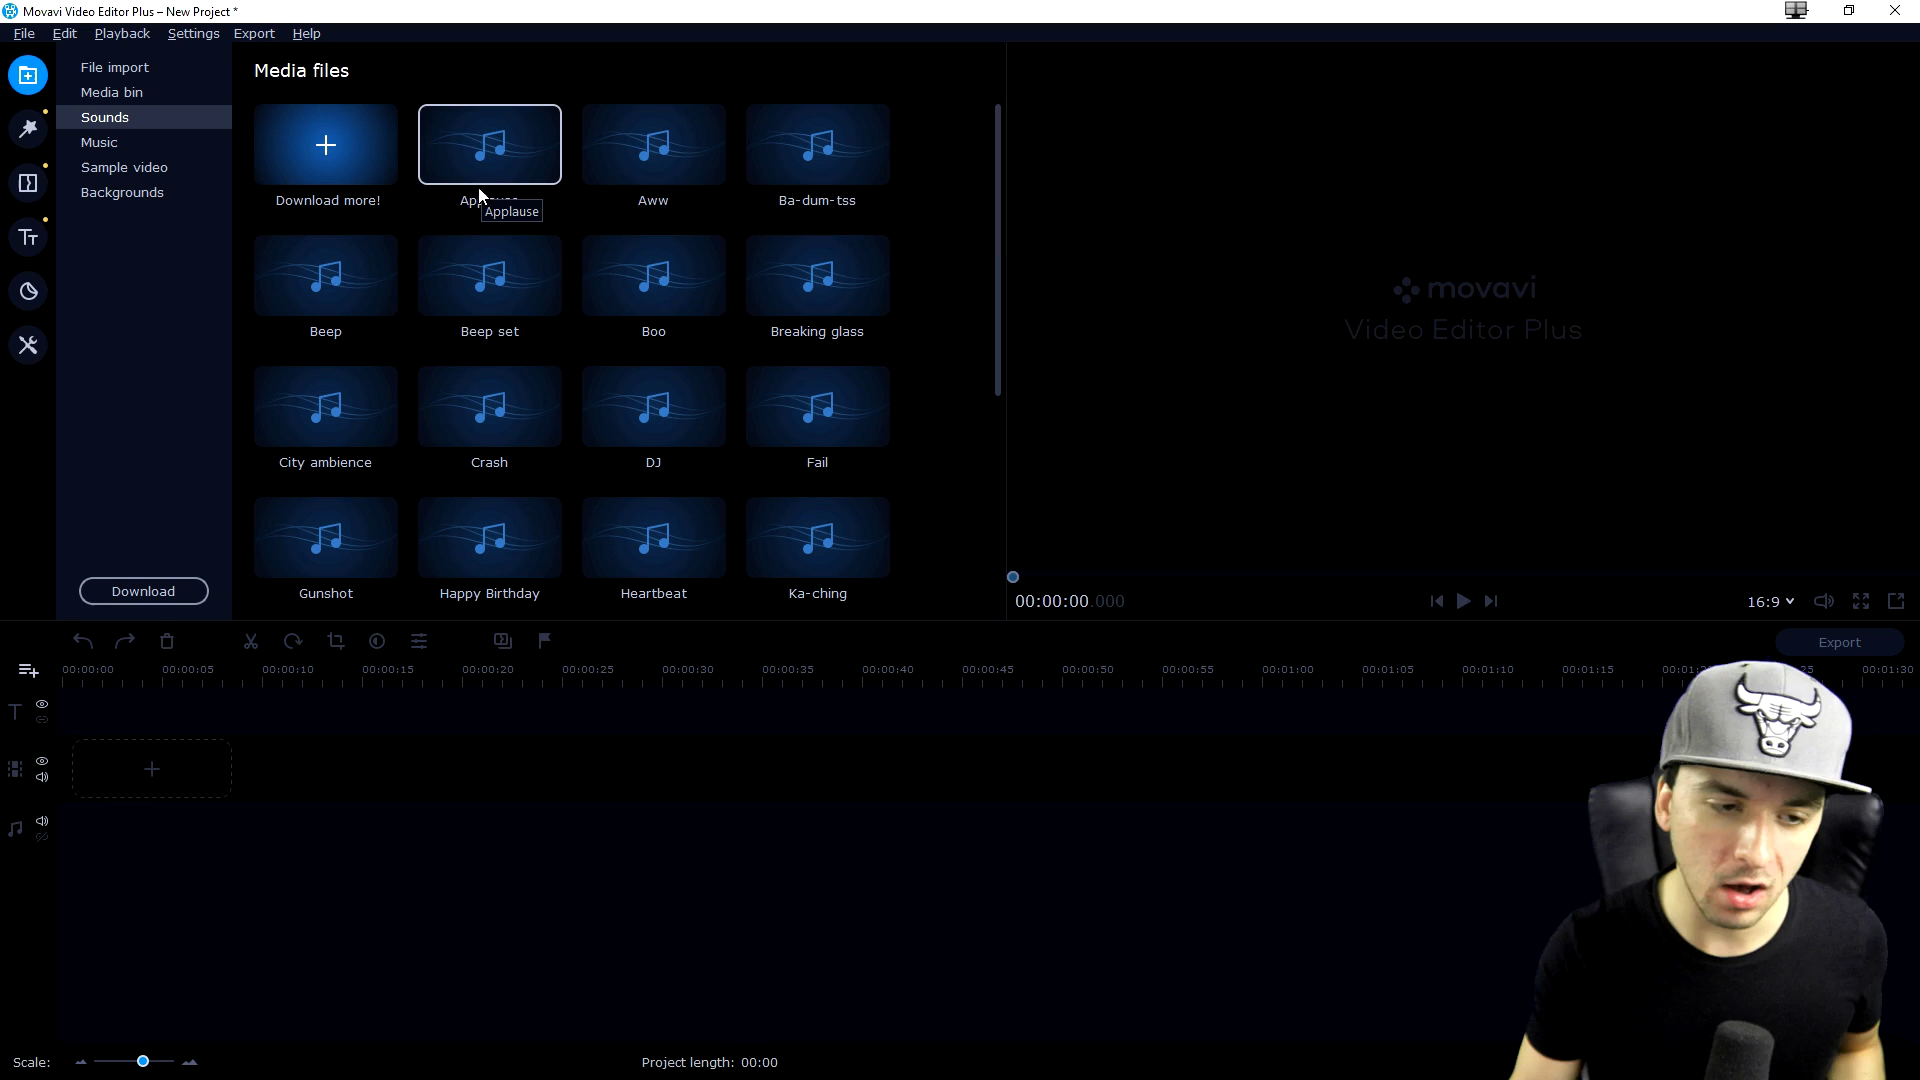 Movavi Video Editor Plus – New Project *
File Edit Playback Settings Export Help
File import
Media bin
Sounds
Music
Sample video
Backgrounds
Download
Media files
Download more!
Applause
Aww
Ba-dum-tss
Beep
Beep set
Boo
Breaking glass
City ambience
Crash
DJ
Fail
Gunshot
Happy Birthday
Heartbeat
Ka-ching
movavi
Video Editor Plus
00:00:00.000
16:9
Export
00:00:00 00:00:05 00:00:10 00:00:15 00:00:20 00:00:25 00:00:30 00:00:35 00:00:40 00:00:45 00:00:50 00:00:55 00:01:00 00:01:05 00:01:10 00:01:15 00:01:30
Scale:
Project length: 00:00